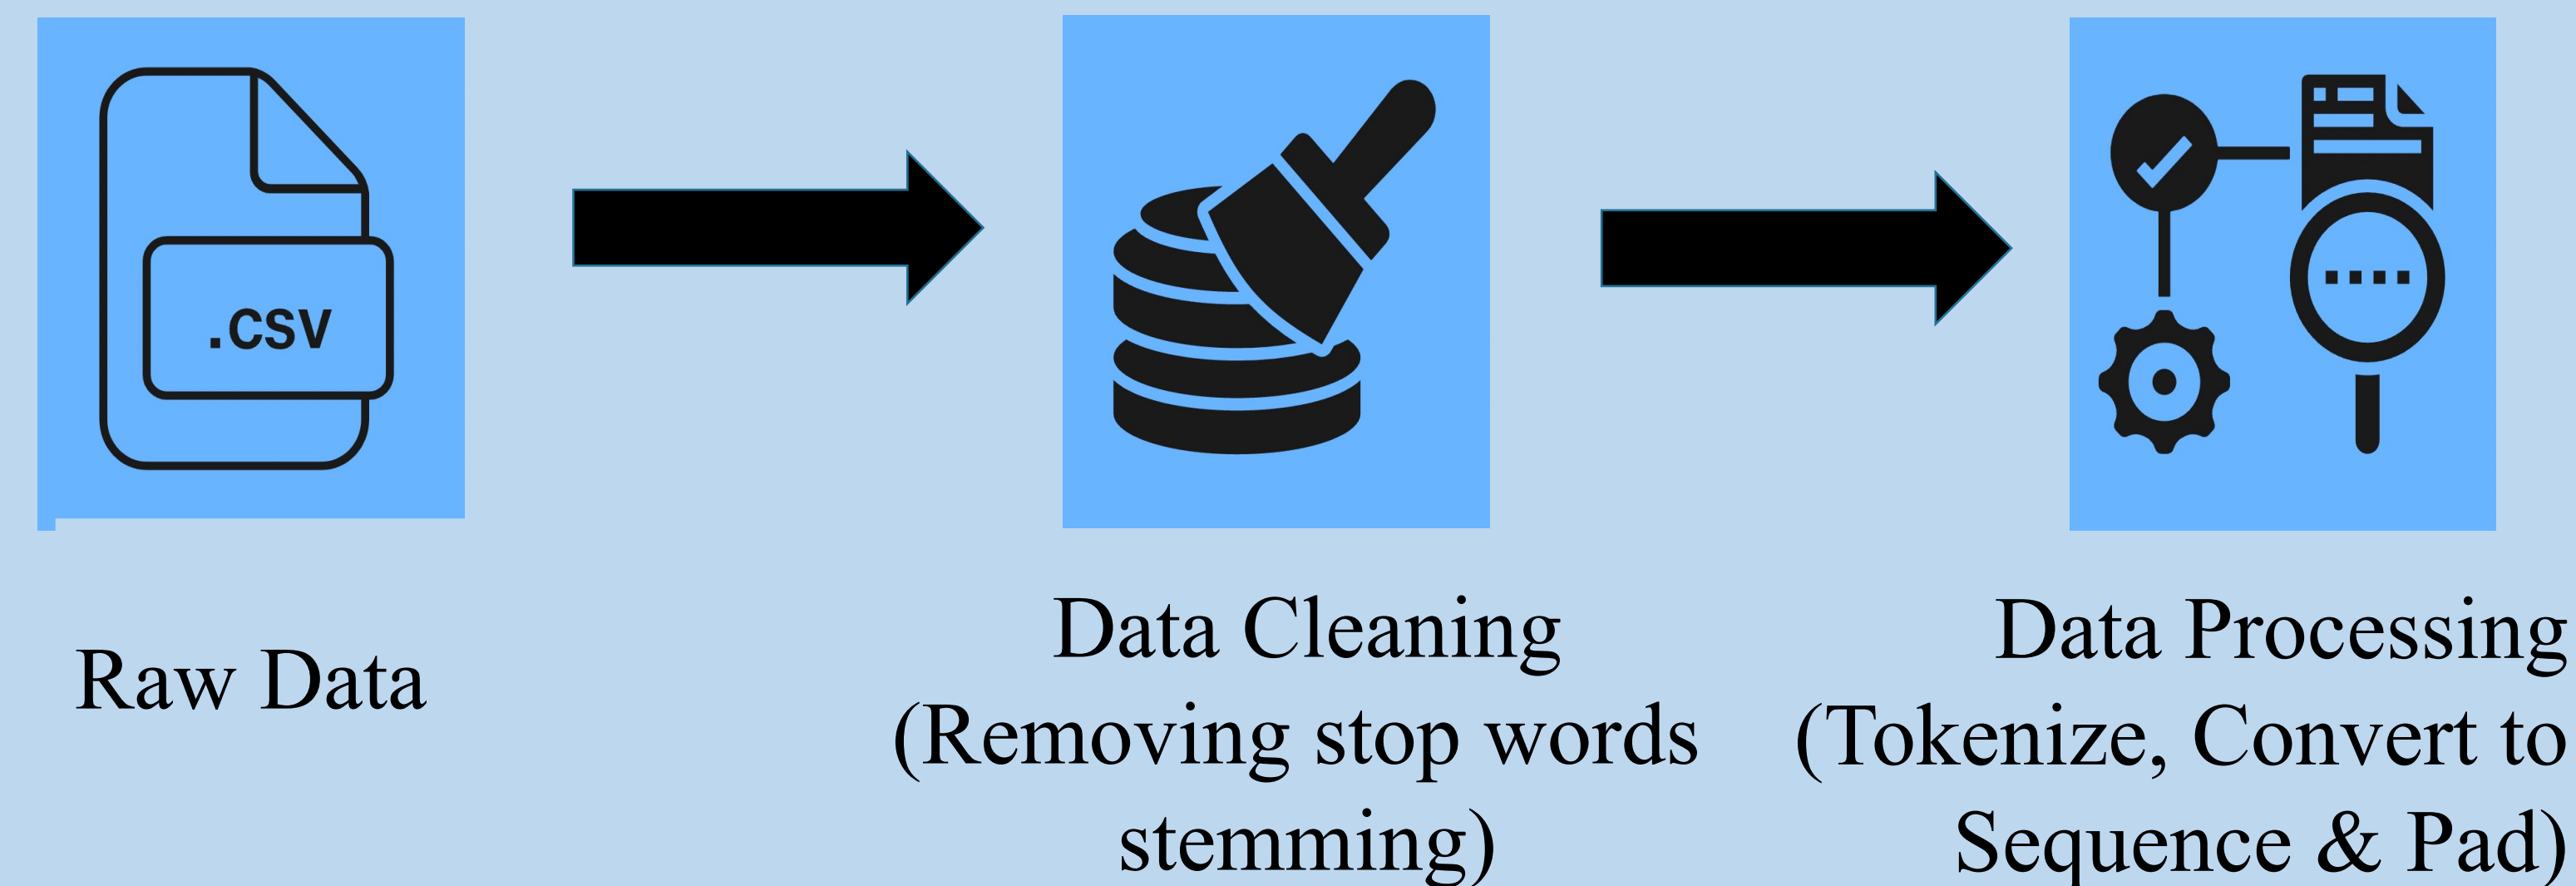 .CSV
Raw Data
Data Cleaning
(Removing stop words
stemming)
Data Processing
(Tokenize, Convert to
Sequence & Pad)